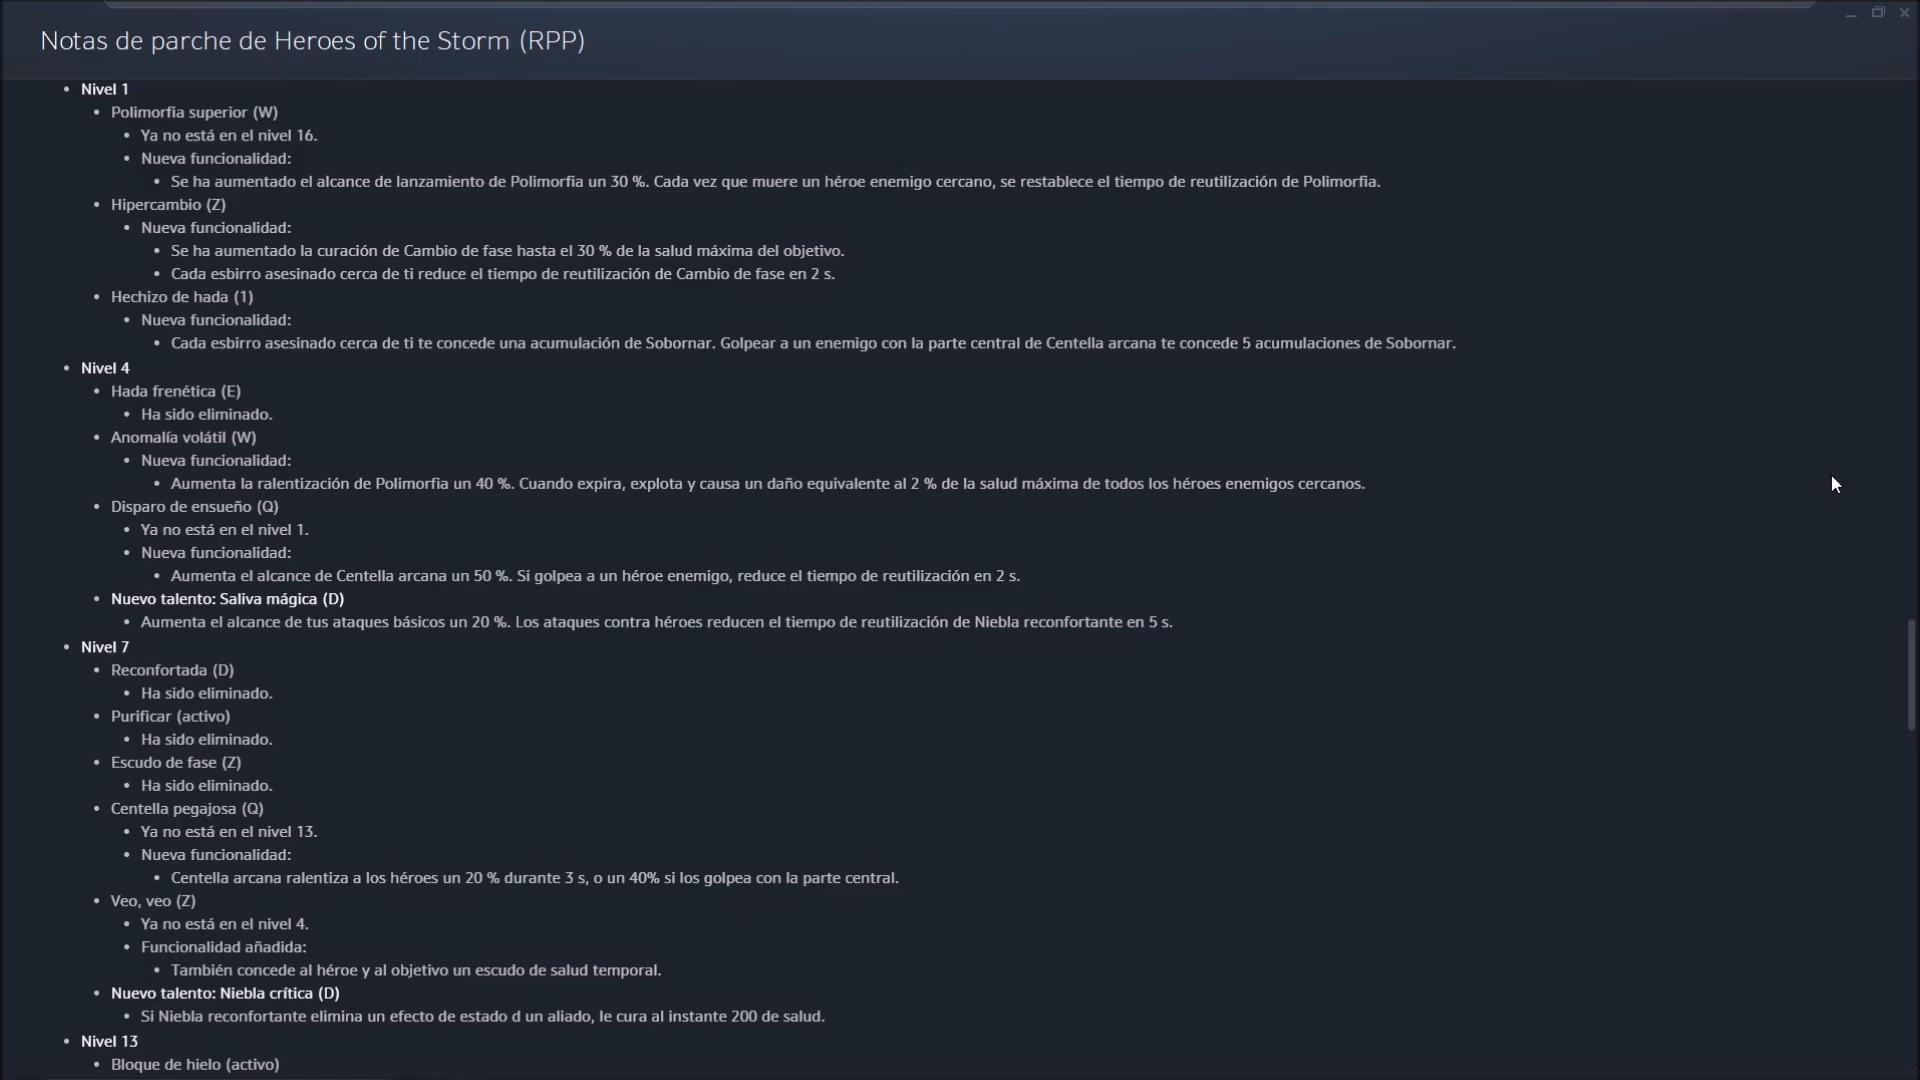 Notas de parche de Heroes of the Storm (RPP)
• Nivel 1
• Polimorfia superior (W)
• Ya no está en el nivel 16.
• Nueva funcionalidad:
• Se ha aumentado el alcance de lanzamiento de Polimorfia un 30 %. Cada vez que muere un héroe enemigo cercano, se restablece el tiempo de reutilización de Polimorfia.
• Hipercambio (Z)
• Nueva funcionalidad:
• Se ha aumentado la curación de Cambio de fase hasta el 30 % de la salud máxima del objetivo.
• Cada esbirro asesinado cerca de ti reduce el tiempo de reutilización de Cambio de fase en 2 s.
• Hechizo de hada (1)
• Nueva funcionalidad:
• Cada esbirro asesinado cerca de ti te concede una acumulación de Sobornar. Golpear a un enemigo con la parte central de Centella arcana te concede 5 acumulaciones de Sobornar.
• Nivel 4
• Hada frenética (E)
• Ha sido eliminado.
• Anomalía volátil (W)
• Nueva funcionalidad:
• Aumenta la ralentización de Polimorfia un 40 %. Cuando expira, explota y causa un daño equivalente al 2 % de la salud máxima de todos los héroes enemigos cercanos.
• Disparo de ensueño (Q)
• Ya no está en el nivel 1.
• Nueva funcionalidad:
• Aumenta el alcance de Centella arcana un 50 %. Si golpea a un héroe enemigo, reduce el tiempo de reutilización en 2 s.
• Nuevo talento: Saliva mágica (D)
• Aumenta el alcance de tus ataques básicos un 20 %. Los ataques contra héroes reducen el tiempo de reutilización de Niebla reconfortante en 5 s.
• Nivel 7
• Reconfortada (D)
• Ha sido eliminado.
• Purificar (activo)
• Ha sido eliminado.
• Escudo de fase (Z)
• Ha sido eliminado.
• Centella pegajosa (Q)
• Ya no está en el nivel 13.
• Nueva funcionalidad:
• Centella arcana ralentiza a los héroes un 20 % durante 3 s, o un 40% si los golpea con la parte central.
• Veo, veo (Z)
• Ya no está en el nivel 4.
• Funcionalidad añadida:
• También concede al héroe y al objetivo un escudo de salud temporal.
• Nuevo talento: Niebla crítica (D)
• Si Niebla reconfortante elimina un efecto de estado d un aliado, le cura al instante 200 de salud.
• Nivel 13
• Bloque de hielo (activo)